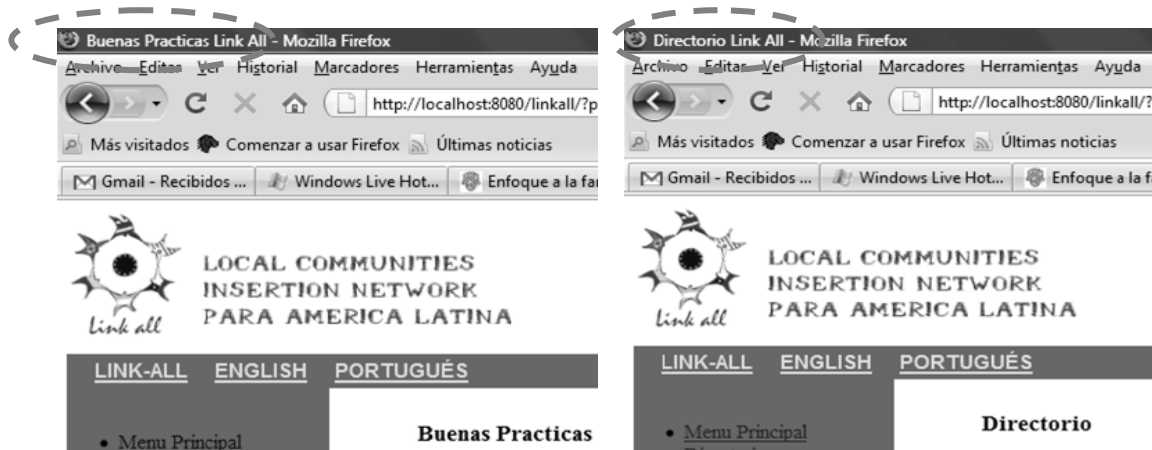 Buenas Practicas Link All - Mozilla Firefox
Archivo Editar Ver Historial Marcadores Herramientas Ayuda
http://localhost:8080/linkall/?p
Más visitados Comenzar a usar Firefox Últimas noticias
Gmail - Recibidos ... Windows Live Hot... Enfoque a la fa
LOCAL COMMUNITIES
INSERTION NETWORK
PARA AMERICA LATINA
Link all
LINK-ALL ENGLISH PORTUGUÉS
Buenas Practicas
• Menu Principal
Directorio Link All - Mozilla Firefox
Archivo Editar Ver Historial Marcadores Herramientas Ayuda
http://localhost:8080/linkall/?
Más visitados Comenzar a usar Firefox Últimas noticias
Gmail - Recibidos ... Windows Live Hot... Enfoque a la f
LOCAL COMMUNITIES
INSERTION NETWORK
PARA AMERICA LATINA
Link all
LINK-ALL ENGLISH PORTUGUÉS
Directorio
• Menu Principal